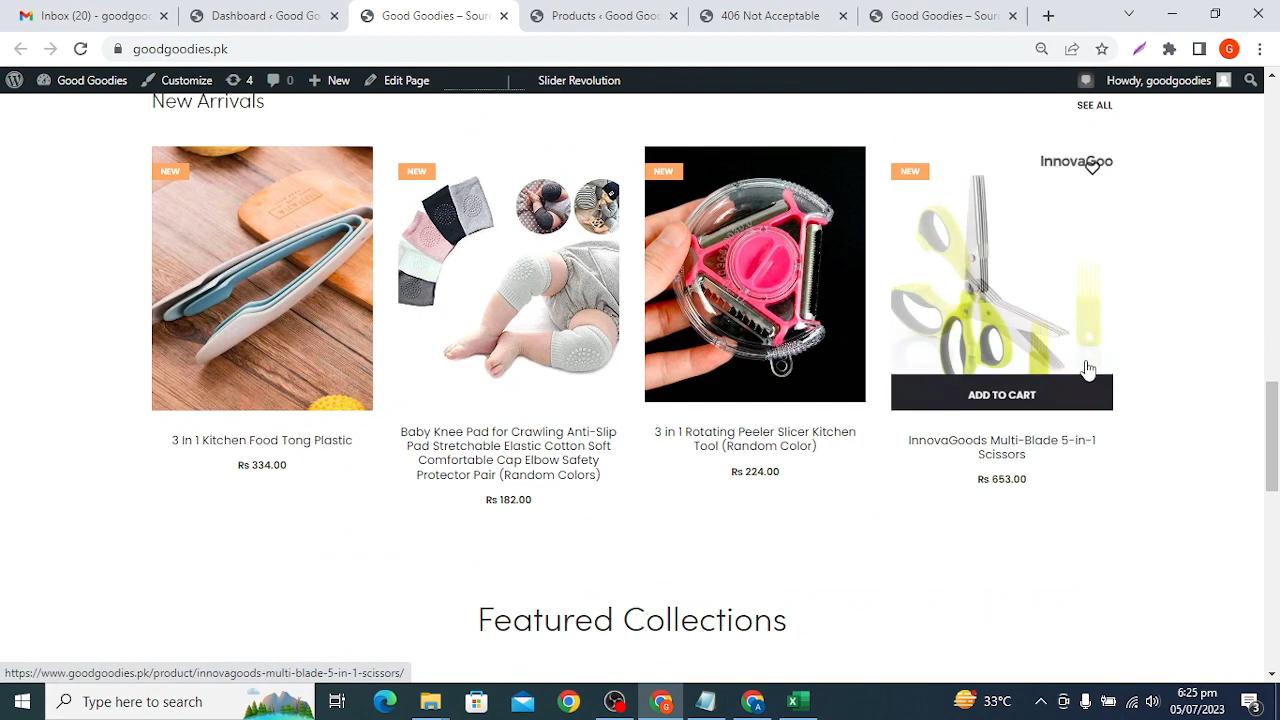 Inbox (20) - goodgoo
Dashboard ‹ Good Go
Good Goodies – Sour
Products ‹ Good Goo
406 Not Acceptable
Good Goodies – Sour
goodgoodies.pk
G
Good Goodies
Customize
4
0
New
Edit Page
Slider Revolution
Howdy, goodgoodies
New Arrivals
SEE ALL
NEW
NEW
NEW
NEW
InnovaGoo
ADD TO CART
3 In 1 Kitchen Food Tong Plastic
Rs 334.00
Baby Knee Pad for Crawling Anti-Slip
Pad Stretchable Elastic Cotton Soft
Comfortable Cap Elbow Safety
Protector Pair (Random Colors)
Rs 182.00
3 in 1 Rotating Peeler Slicer Kitchen
Tool (Random Color)
Rs 224.00
InnovaGoods Multi-Blade 5-in-1
Scissors
Rs 653.00
Featured Collections
https://www.goodgoodies.pk/product/innovagoods-multi-blade-5-in-1-scissors/
Type here to search
33°C
6:25 pm
05/07/2023
3